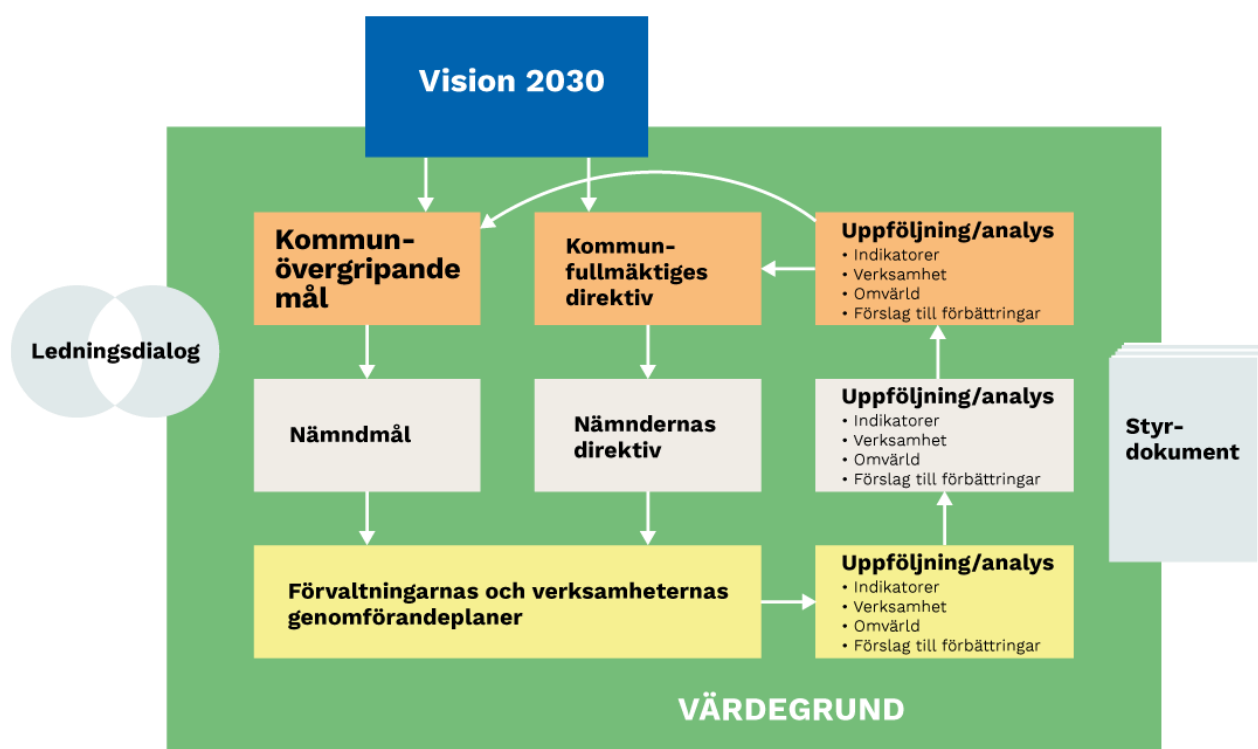 Vision 2030
Kommun-
övergripande
mål
Kommun-
fullmäktiges
direktiv
Uppföljning/analys
• Indikatorer
• Verksamhet
• Omvärld
• Förslag till förbättringar
Ledningsdialog
Nämndmål
Nämndernas
direktiv
Uppföljning/analys
• Indikatorer
• Verksamhet
• Omvärld
• Förslag till förbättringar
Styr-
dokument
Förvaltningarnas och verksamheternas
genomförandeplaner
Uppföljning/analys
• Indikatorer
• Verksamhet
• Omvärld
• Förslag till förbättringar
VÄRDEGRUND